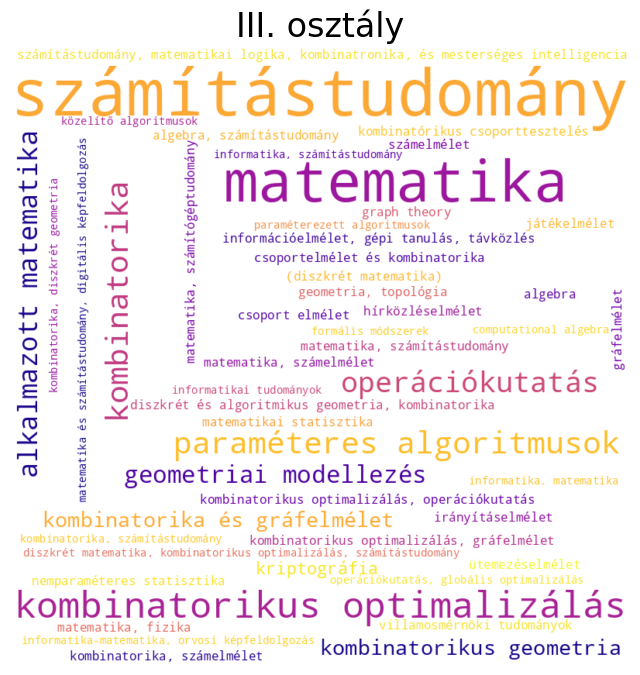 III. osztály
számítástudomány, matematikai logika, kombinatronika, és mesterséges intelligencia
számítástudomány
közelítő algoritmusok
algebra, számítástudomány
kombinatórikus csoporttesztelés
számelmélet
informatika, számítástudomány
matematika
graph theory
paraméterezett algoritmusok
játékelmélet
információelmélet, gépi tanulás, távközlés
csoportelmélet és kombinatorika
(diszkrét matematika)
geometria, topológia
algebra
csoport elmélet
hírközléselmélet
formális módszerek
computational algebra
matematika, számítástudomány
gráfelmélet
matematika, számelmélet
alkalmazott matematika
kombinatorika, diszkrét geometria
matematika és számítástudomány, digitális képfeldolgozás
kombinatorika
matematika, számítógéptudomány
operációkutatás
informatikai tudományok
diszkrét és algoritmikus geometria, kombinatorika
matematikai statisztika
paraméteres algoritmusok
geometriai modellezés
informatika, matematika
kombinatorikus optimalizálás, operációkutatás
kombinatorika és gráfelmélet
irányításelmélet
kombinatorika, számítástudomány
kombinatorikus optimalizálás, gráfelmélet
diszkrét matematika, kombinatorikus optimalizálás, számítástudomány
kriptográfia
ütemezéselmélet
nemparaméteres statisztika
operációkutatás, globális optimalizálás
kombinatorikus optimalizálás
matematika, fizika
villamosmérnöki tudományok
informatika-matematika, orvosi képfeldolgozás
kombinatorikus geometria
kombinatorika, számelmélet